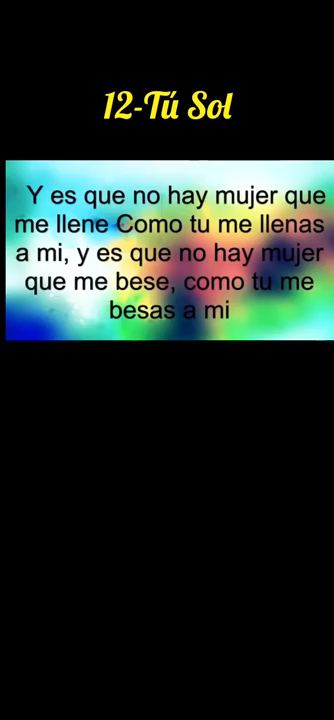 12-Tú Sol
Y es que no hay mujer que
me llene Como tu me llenas
a mi, y es que no hay mujer
que me bese, como tu me
besas a mi